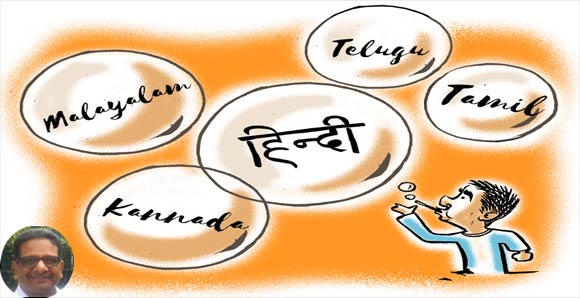 Telugu
Malayalam
Tamil
हिन्दी
Kannada